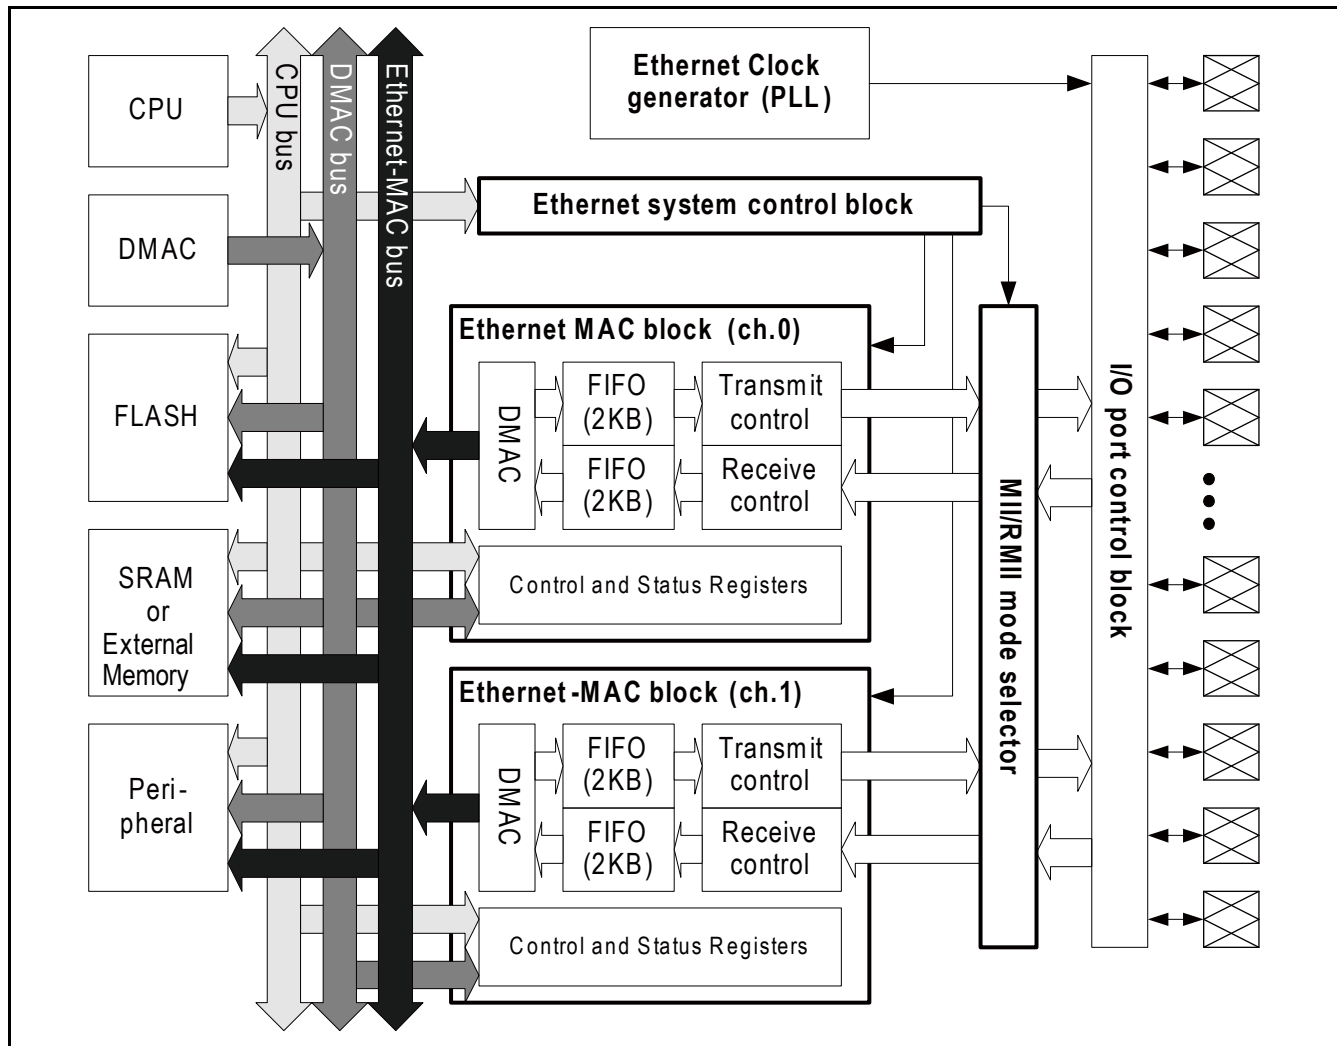 CPU
DMAC
FLASH
SRAM
or
External
Memory
Peri-
pheral
CPU bus
DMAC bus
Ethernet-MAC bus
Ethernet Clock
generator (PLL)
Ethernet system control block
Ethernet MAC block (ch.0)
DMAC
FIFO
(2KB)
Transmit
control
FIFO
(2KB)
Receive
control
Control and Status Registers
Ethernet-MAC block (ch.1)
DMAC
FIFO
(2KB)
Transmit
control
FIFO
(2KB)
Receive
control
Control and Status Registers
MII/RMII mode selector
I/O port control block